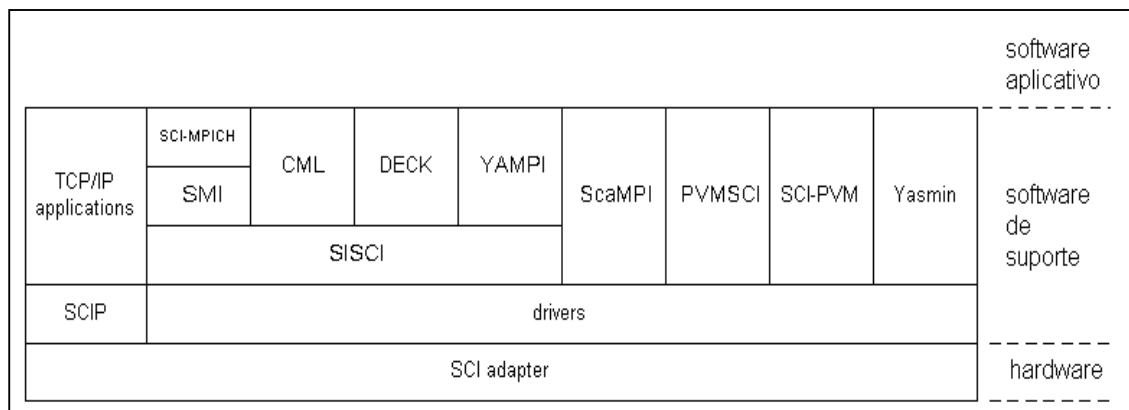 software
aplicativo
SCI-MPICH
TCP/IP
applications
SMI
CML
DECK
YAMPI
ScaMPI
PVMSCI
SCI-PVM
Yasmin
software
de
suporte
SISCI
SCIP
drivers
SCI adapter
hardware